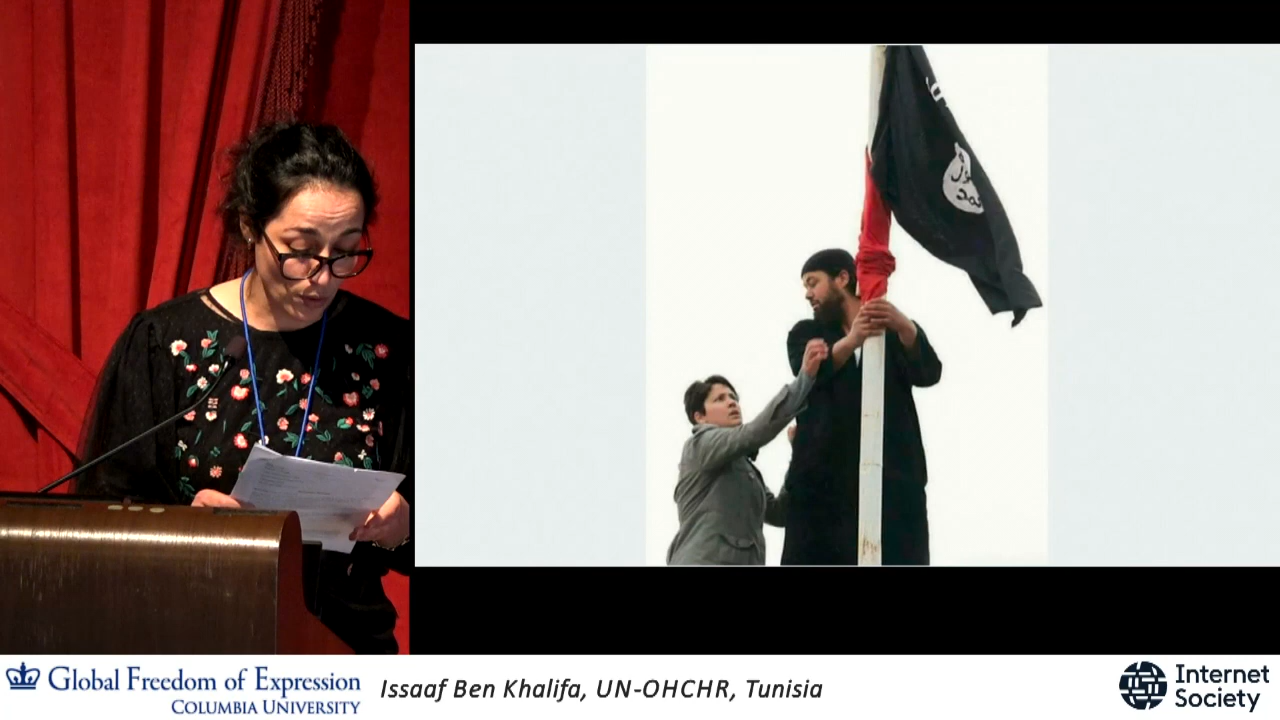 Global Freedom of Expression
COLUMBIA UNIVERSITY
Issaaf Ben Khalifa, UN-OHCHR, Tunisia
Internet
Society